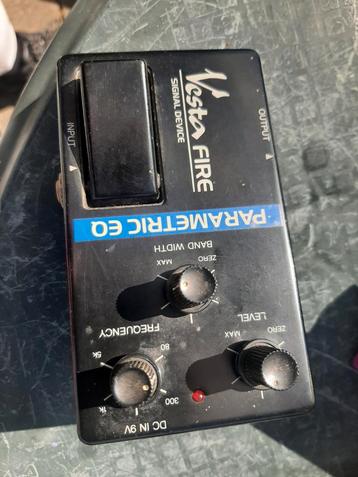 OUTPUT
INPUT
Vesta FIRE
SIGNAL DEVICE
PARAMETRIC EQ
BAND WIDTH
ZERO
MAX
LEVEL
ZERO
MAX
FREQUENCY
80
300
1k
5k
DC IN 9V